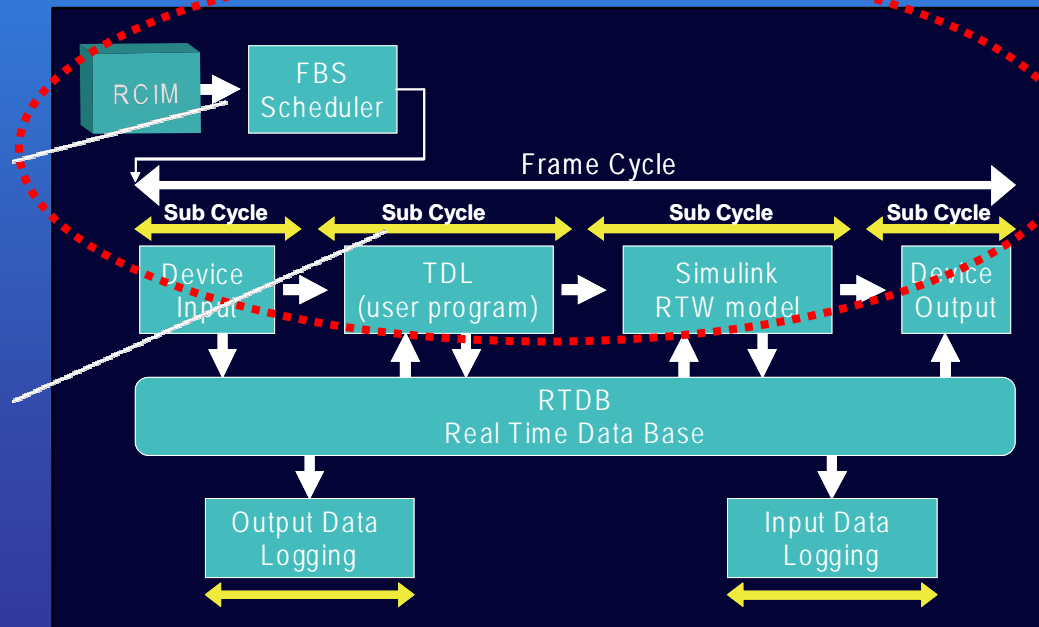 RCIM
FBS
Scheduler
Frame Cycle
Sub Cycle
Sub Cycle
Sub Cycle
Sub Cycle
Device
Input
TDL
(user program)
Simulink
RTW model
Device
Output
RTDB
Real Time Data Base
Output Data
Logging
Input Data
Logging